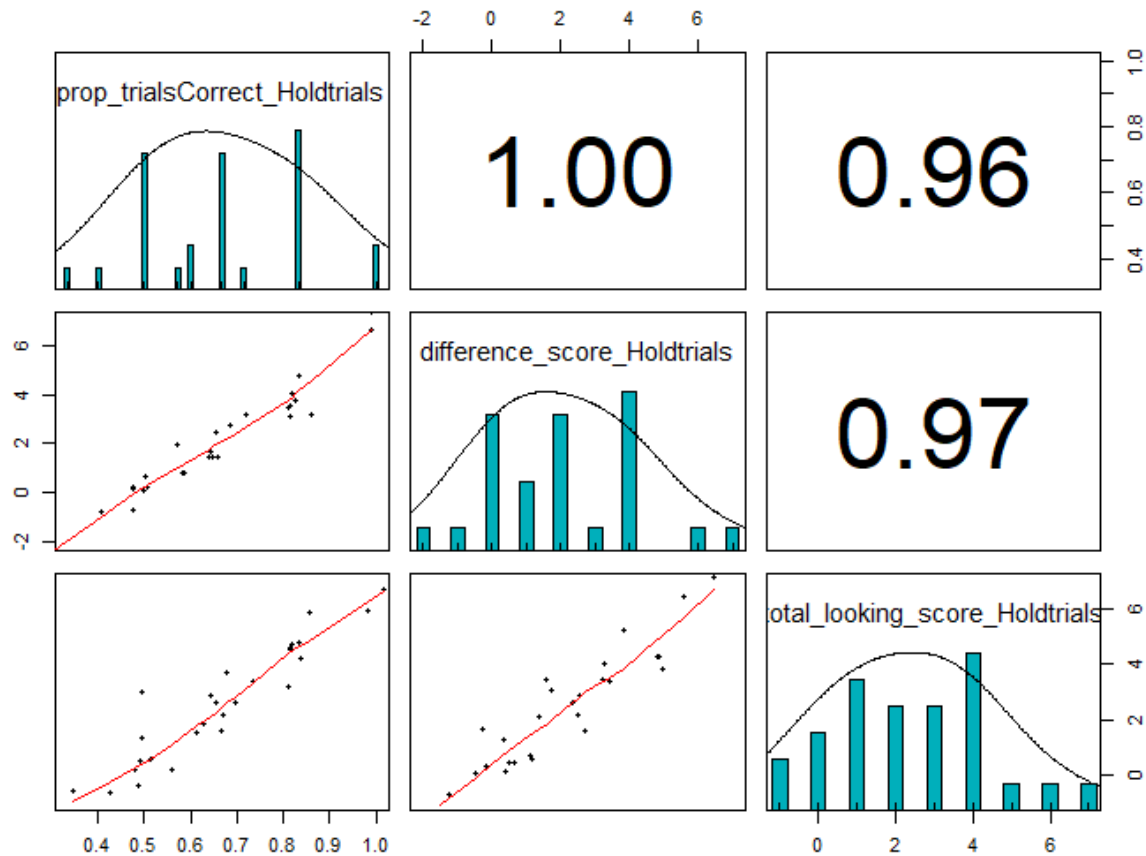 -2 0 2 4 6
prop_trialsCorrect_Holdtrials
1.00
0.96
0.4 0.6 0.8 1.0
-2 0 2 4 6
difference_score_Holdtrials
0.97
total_looking_score_Holdtrials
0 2 4 6
0.4 0.5 0.6 0.7 0.8 0.9 1.0
0 2 4 6